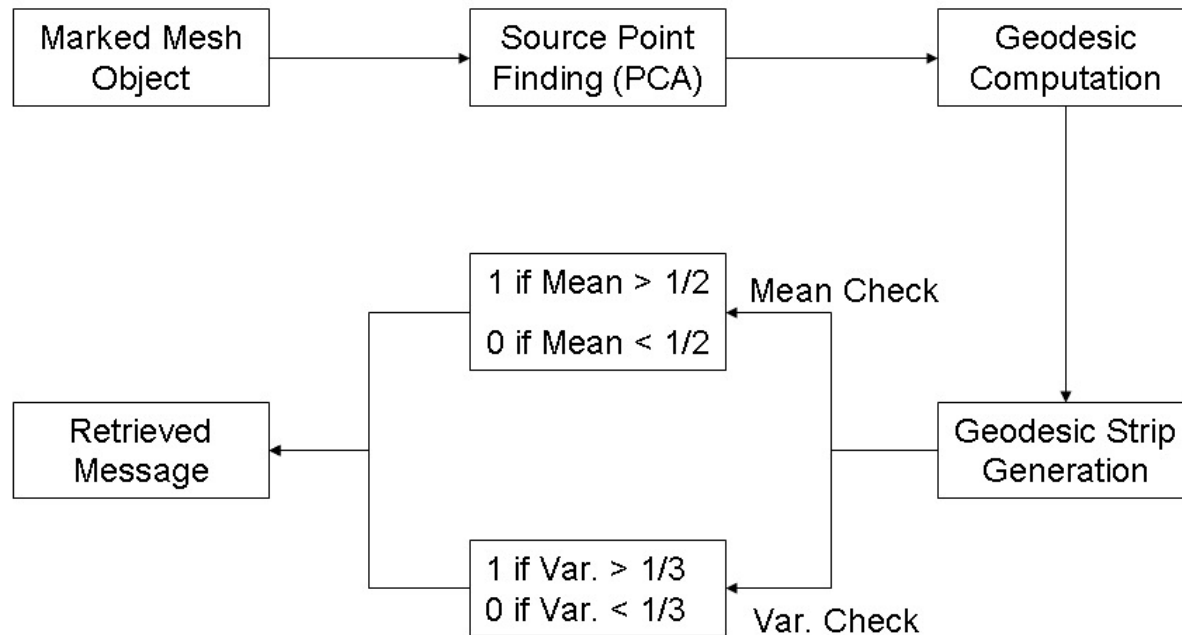 Marked Mesh
Object
Source Point
Finding (PCA)
Geodesic
Computation
1 if Mean > 1/2
0 if Mean < 1/2
Mean Check
Retrieved
Message
Geodesic Strip
Generation
1 if Var. > 1/3
0 if Var. < 1/3
Var. Check